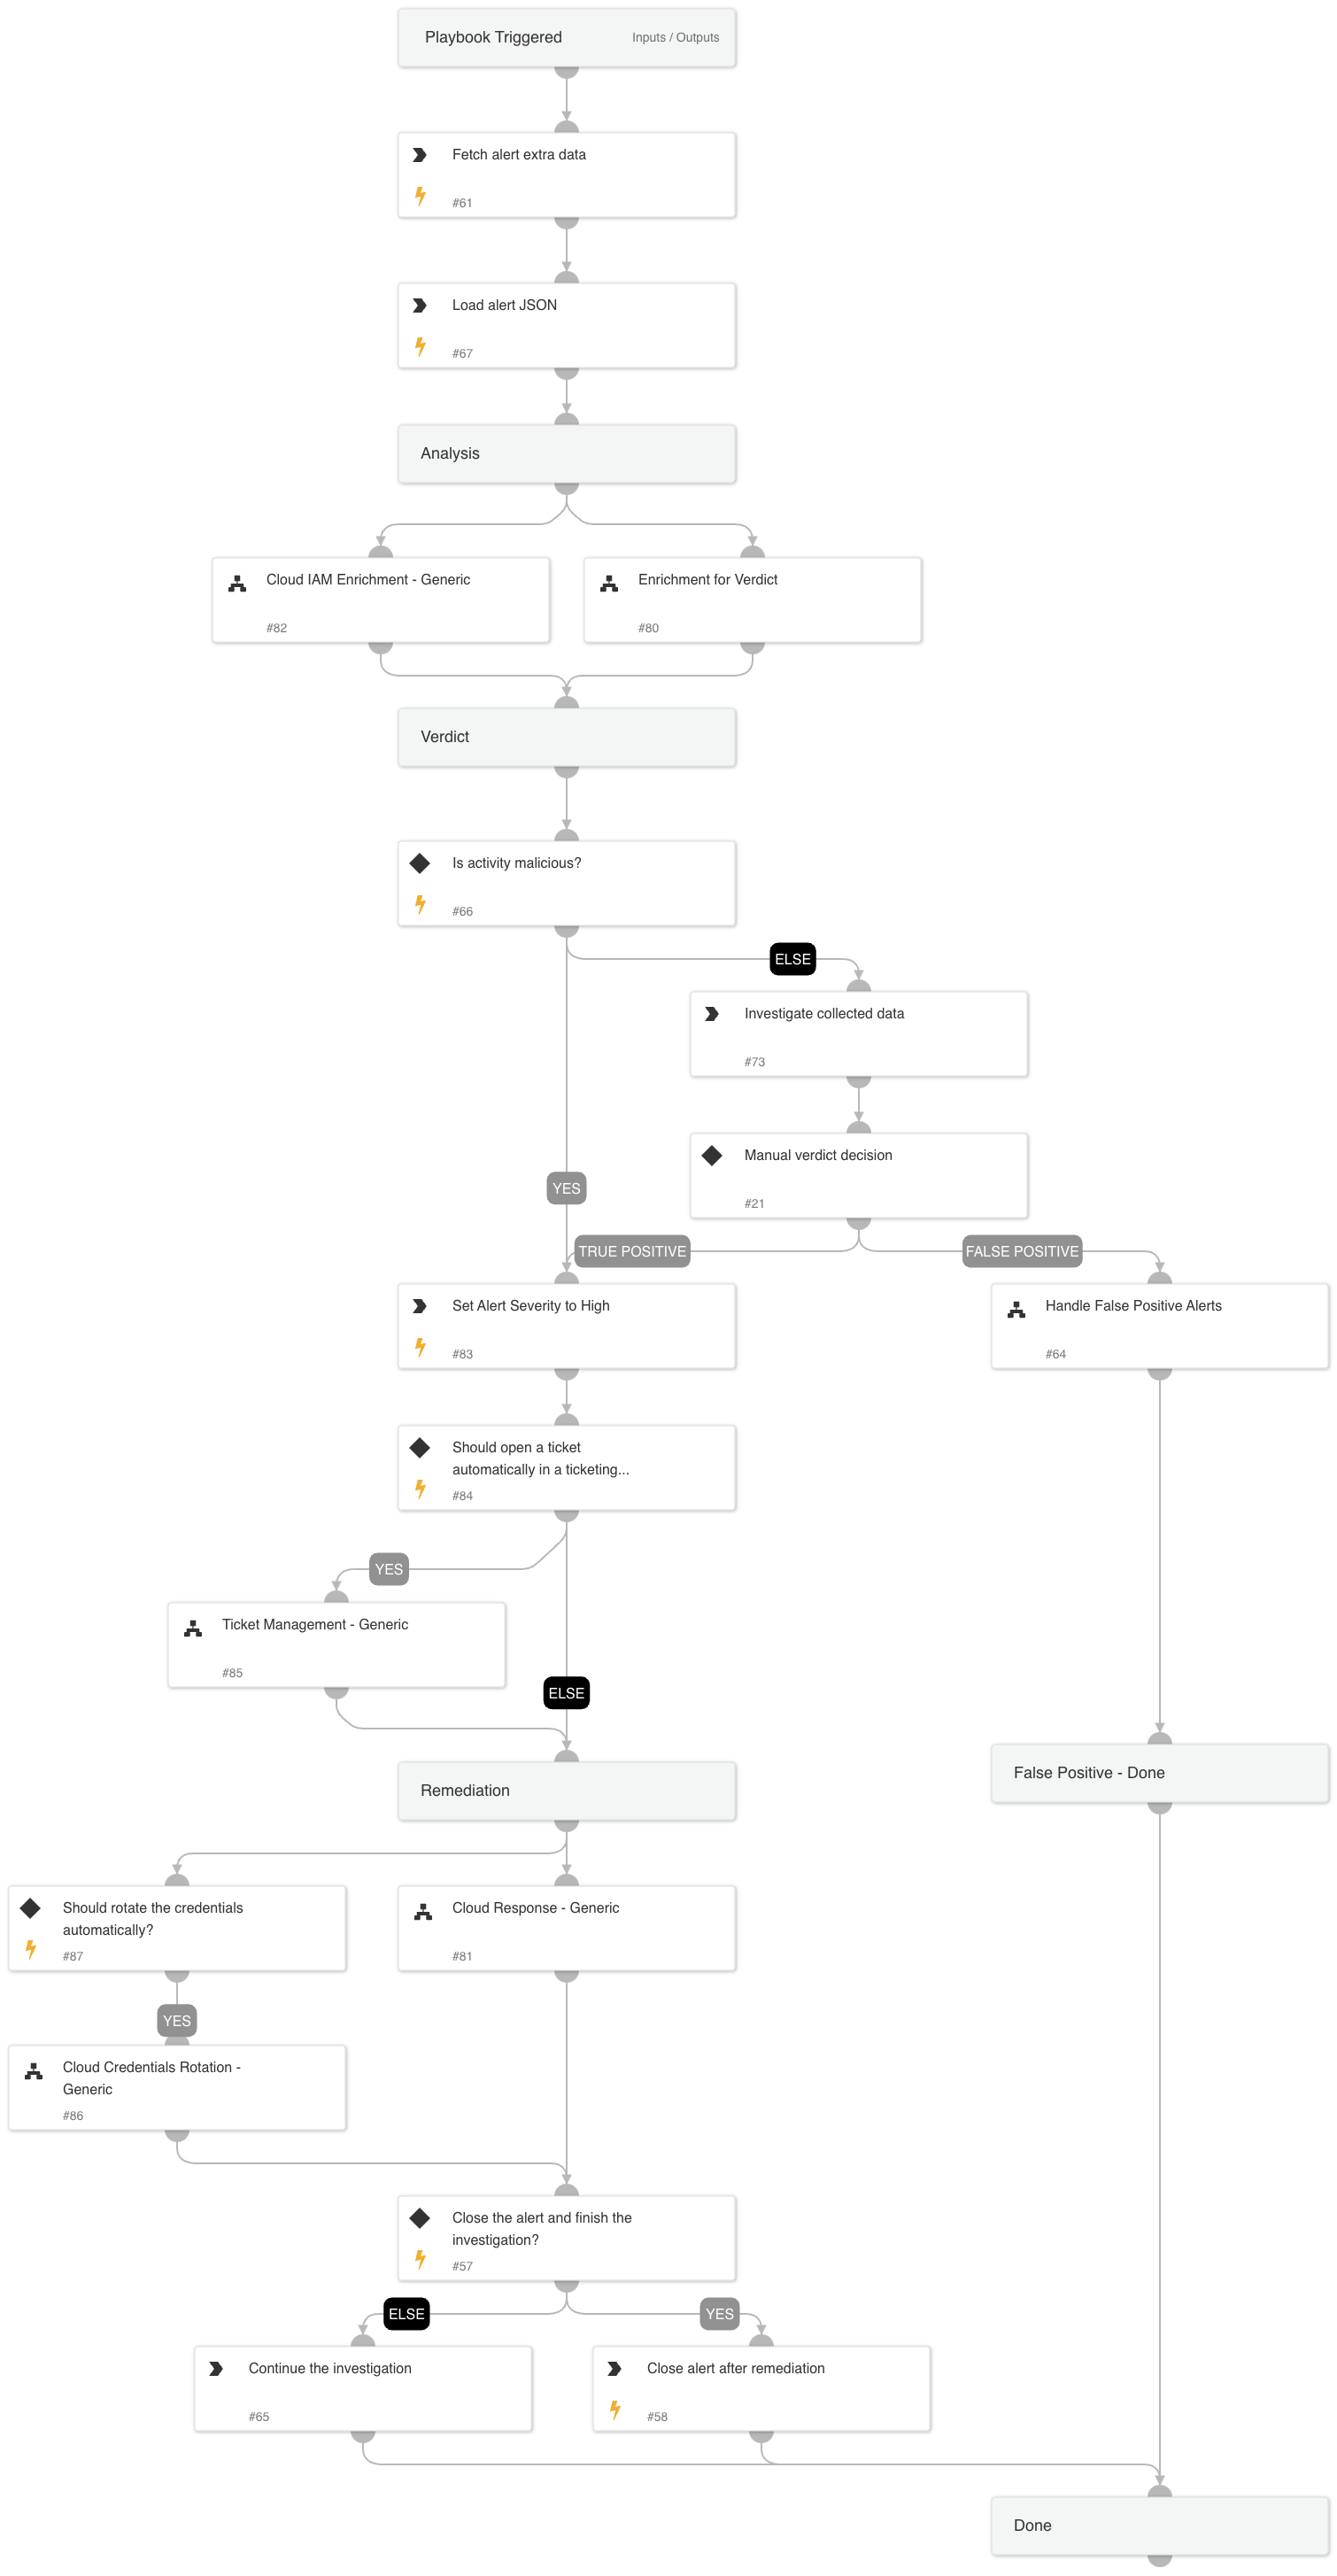 Playbook Triggered
Inputs / Outputs
Fetch alert extra data
#61
Load alert JSON
#67
Analysis
Cloud IAM Enrichment - Generic
#82
Enrichment for Verdict
#80
Verdict
Is activity malicious?
#66
ELSE
Investigate collected data
#73
Manual verdict decision
#21
YES
TRUE POSITIVE
FALSE POSITIVE
Set Alert Severity to High
#83
Handle False Positive Alerts
#64
Should open a ticket
automatically in a ticketing...
#84
YES
Ticket Management - Generic
#85
ELSE
Remediation
False Positive - Done
Should rotate the credentials
automatically?
#87
Cloud Response - Generic
#81
YES
Cloud Credentials Rotation -
Generic
#86
Close the alert and finish the
investigation?
#57
ELSE
YES
Continue the investigation
#65
Close alert after remediation
#58
Done